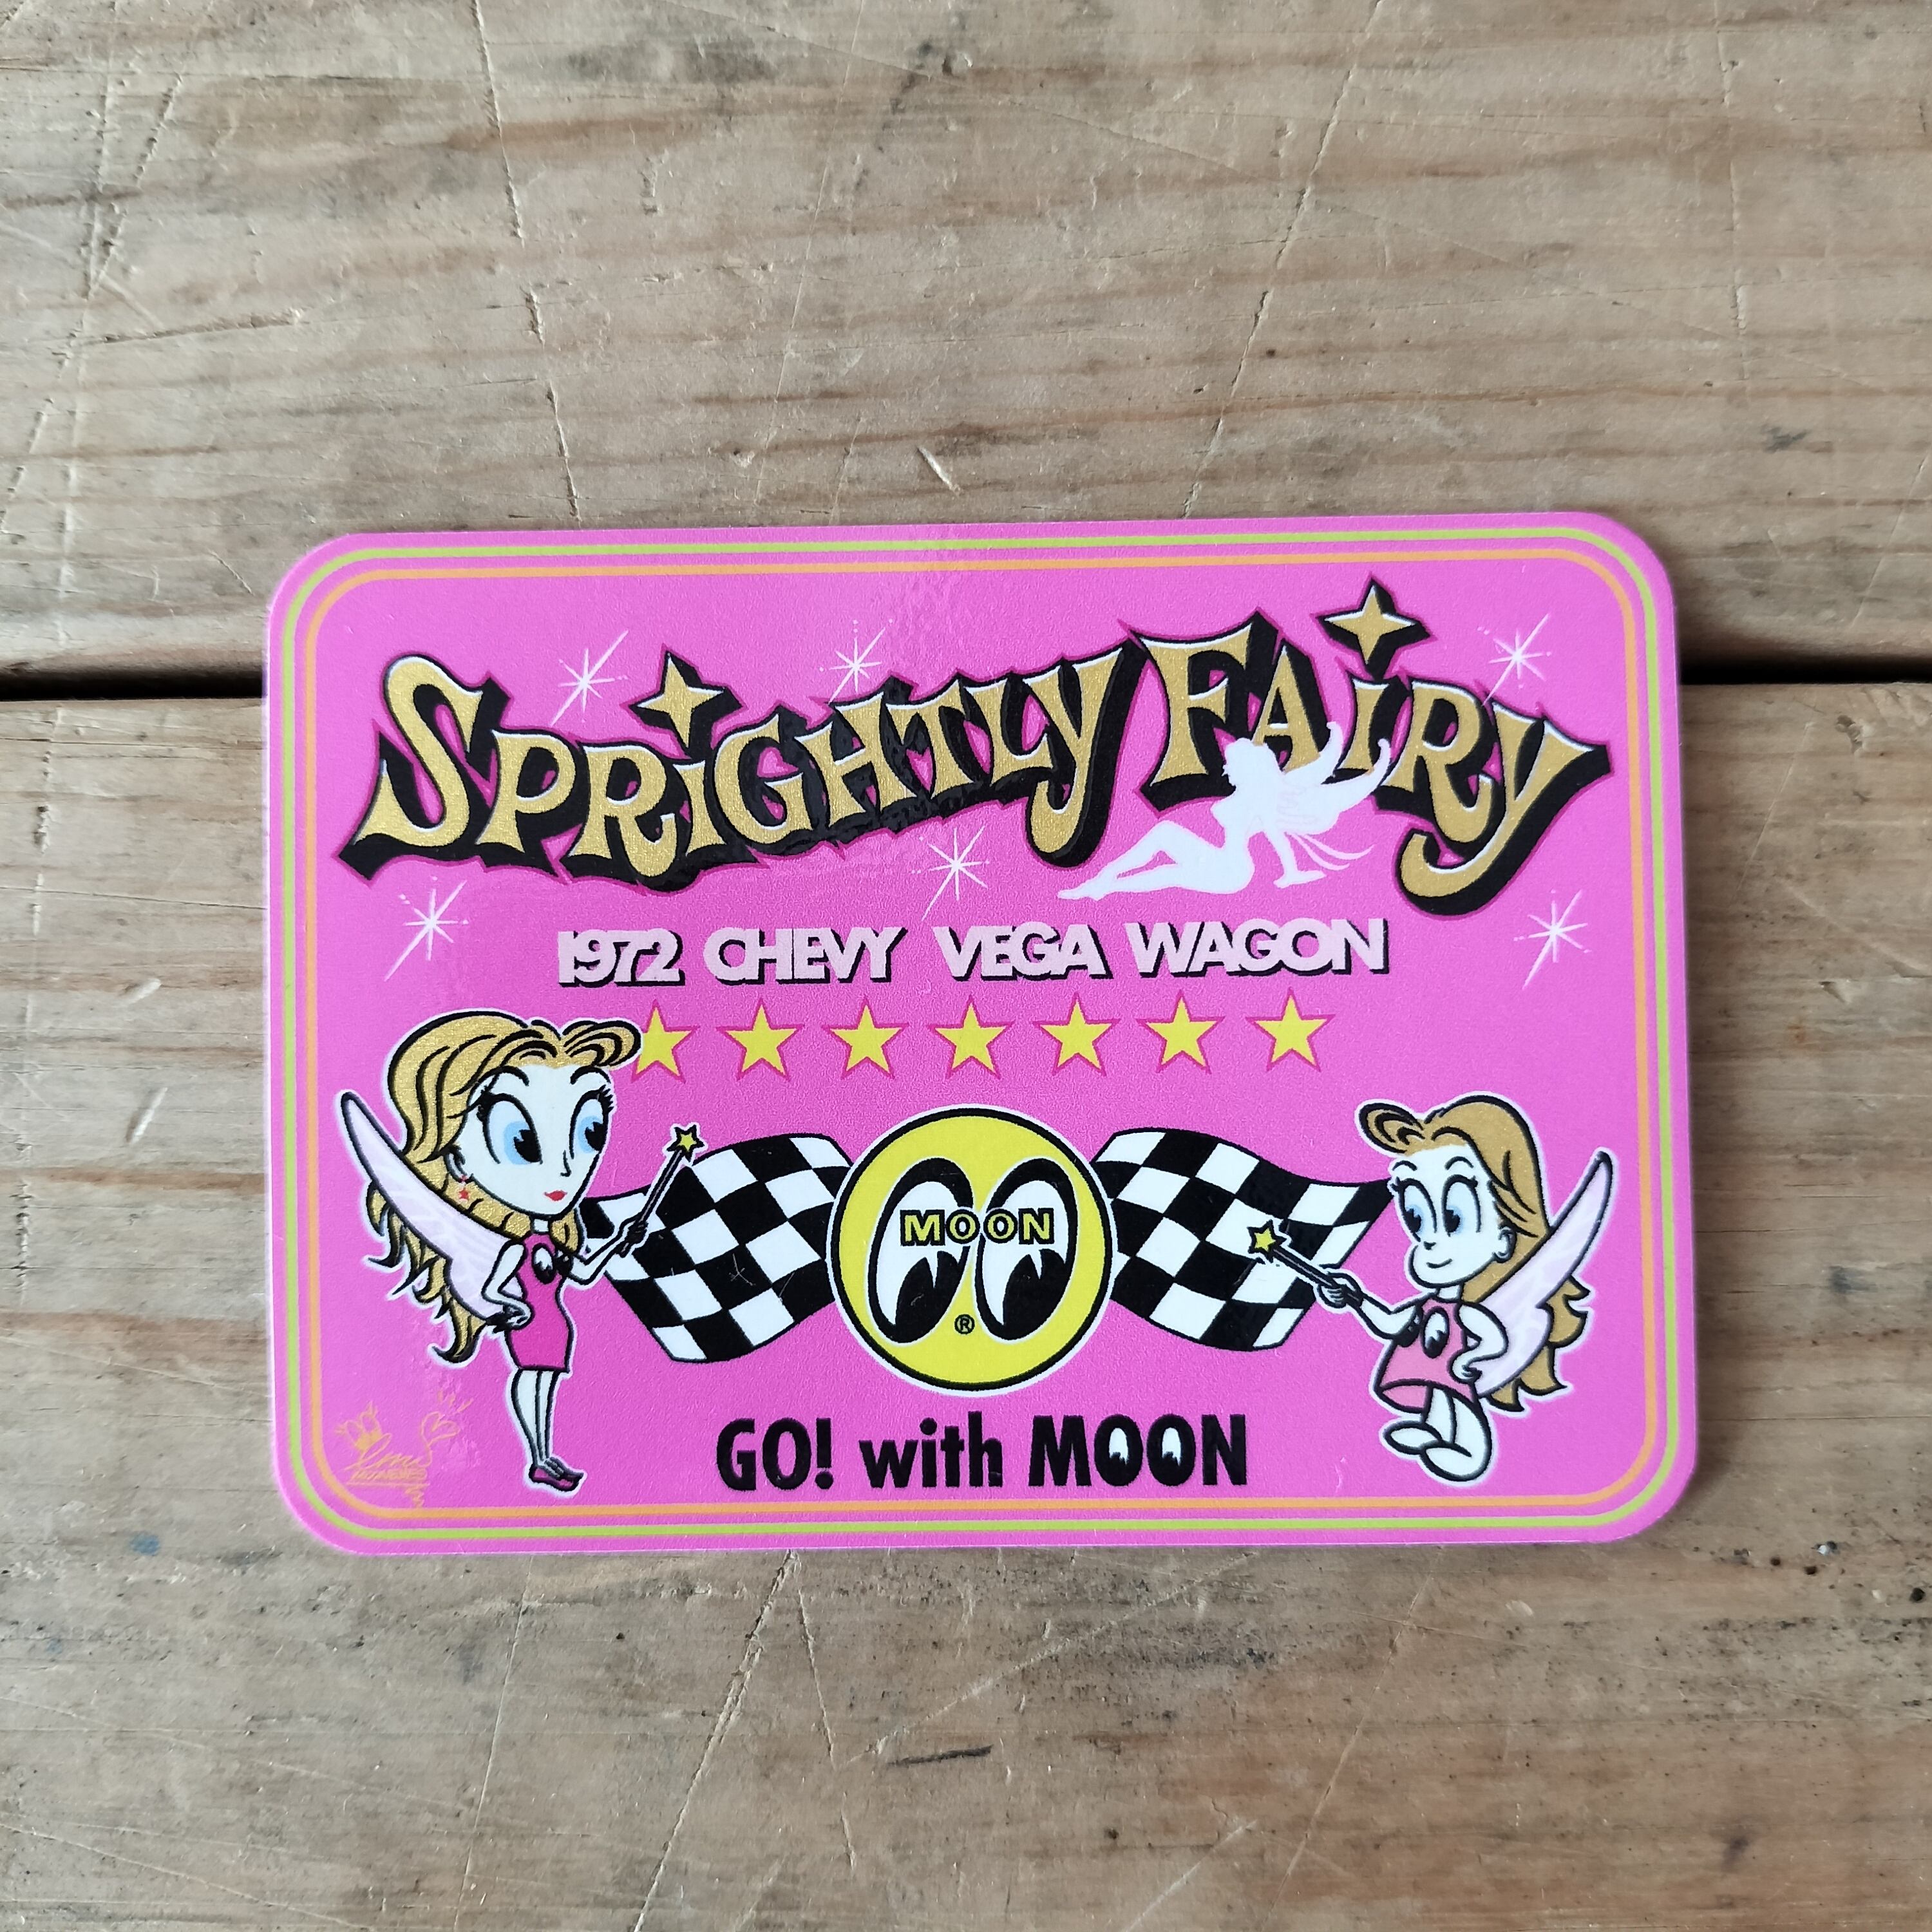 SPRiGHTLY FAiRY
1972 CHEVY VEGA WAGON
MOON
®
GO! with MOON